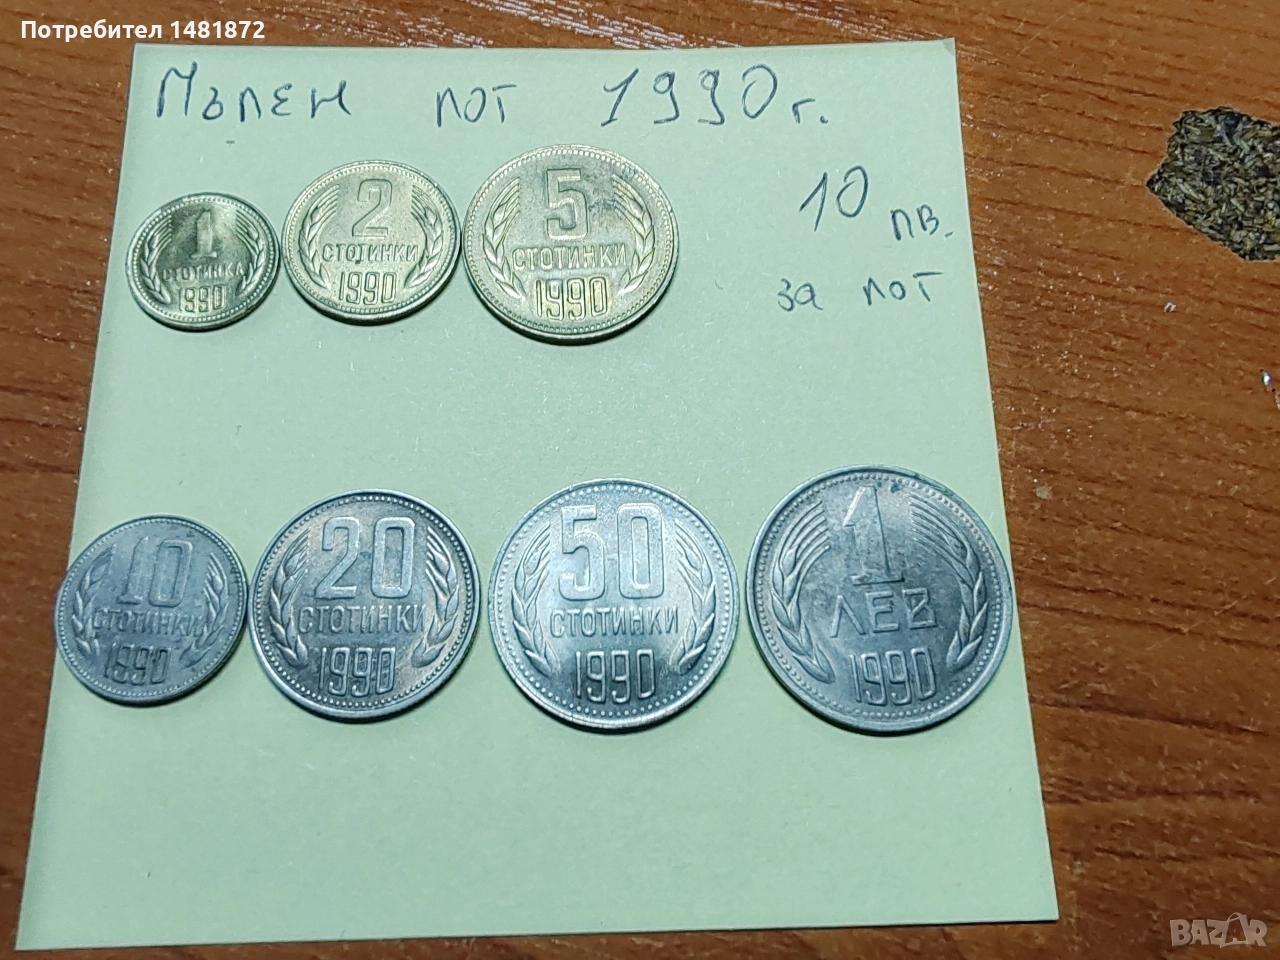 Потребител 1481872
Пълен лот 1990г.
10 лв.
за лот
1
СТОТИНКА
1990
2
СТОТИНКИ
1990
5
СТОТИНКИ
1990
10
СТОТИНКИ
1990
20
СТОТИНКИ
1990
50
СТОТИНКИ
1990
1
ЛЕВ
1990
BAZAR